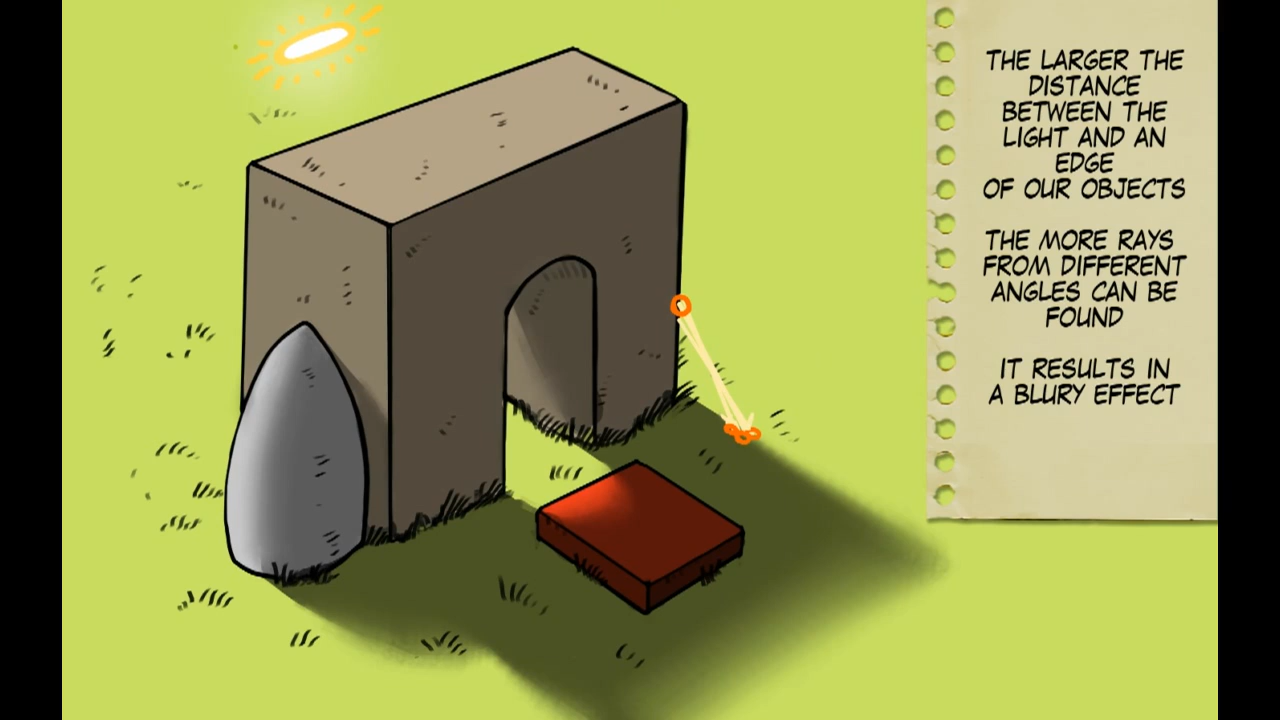 THE LARGER THE
DISTANCE
BETWEEN THE
LIGHT AND AN
EDGE
OF OUR OBJECTS
THE MORE RAYS
FROM DIFFERENT
ANGLES CAN BE
FOUND
IT RESULTS IN
A BLURY EFFECT